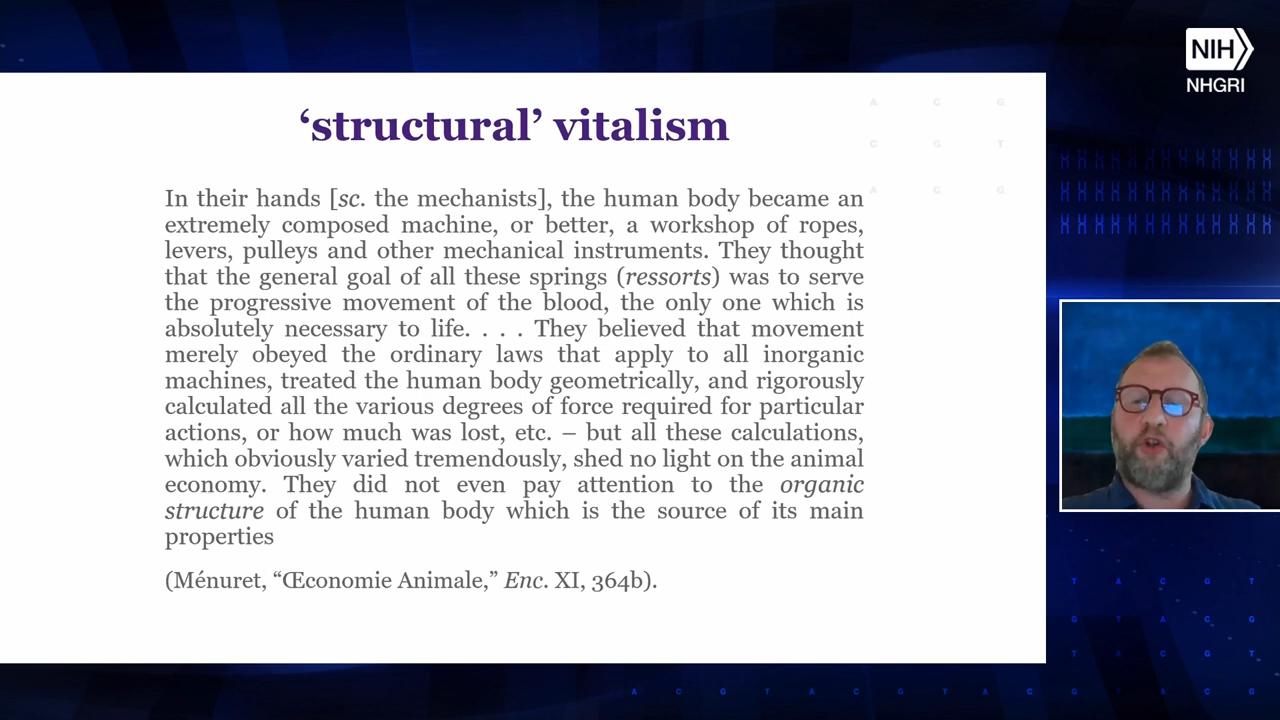 NIH
NHGRI
‘structural’ vitalism
In their hands [sc. the mechanists], the human body became an
extremely composed machine, or better, a workshop of ropes,
levers, pulleys and other mechanical instruments. They thought
that the general goal of all these springs (ressorts) was to serve
the progressive movement of the blood, the only one which is
absolutely necessary to life. . . . They believed that movement
merely obeyed the ordinary laws that apply to all inorganic
machines, treated the human body geometrically, and rigorously
calculated all the various degrees of force required for particular
actions, or how much was lost, etc. – but all these calculations,
which obviously varied tremendously, shed no light on the animal
economy. They did not even pay attention to the organic
structure of the human body which is the source of its main
properties
(Ménuret, “Œconomie Animale,” Enc. XI, 364b).
A C G
C G T
A C G
T A C G T
G T A C G
T A C G T
A C G T A C G T A C G T A C G